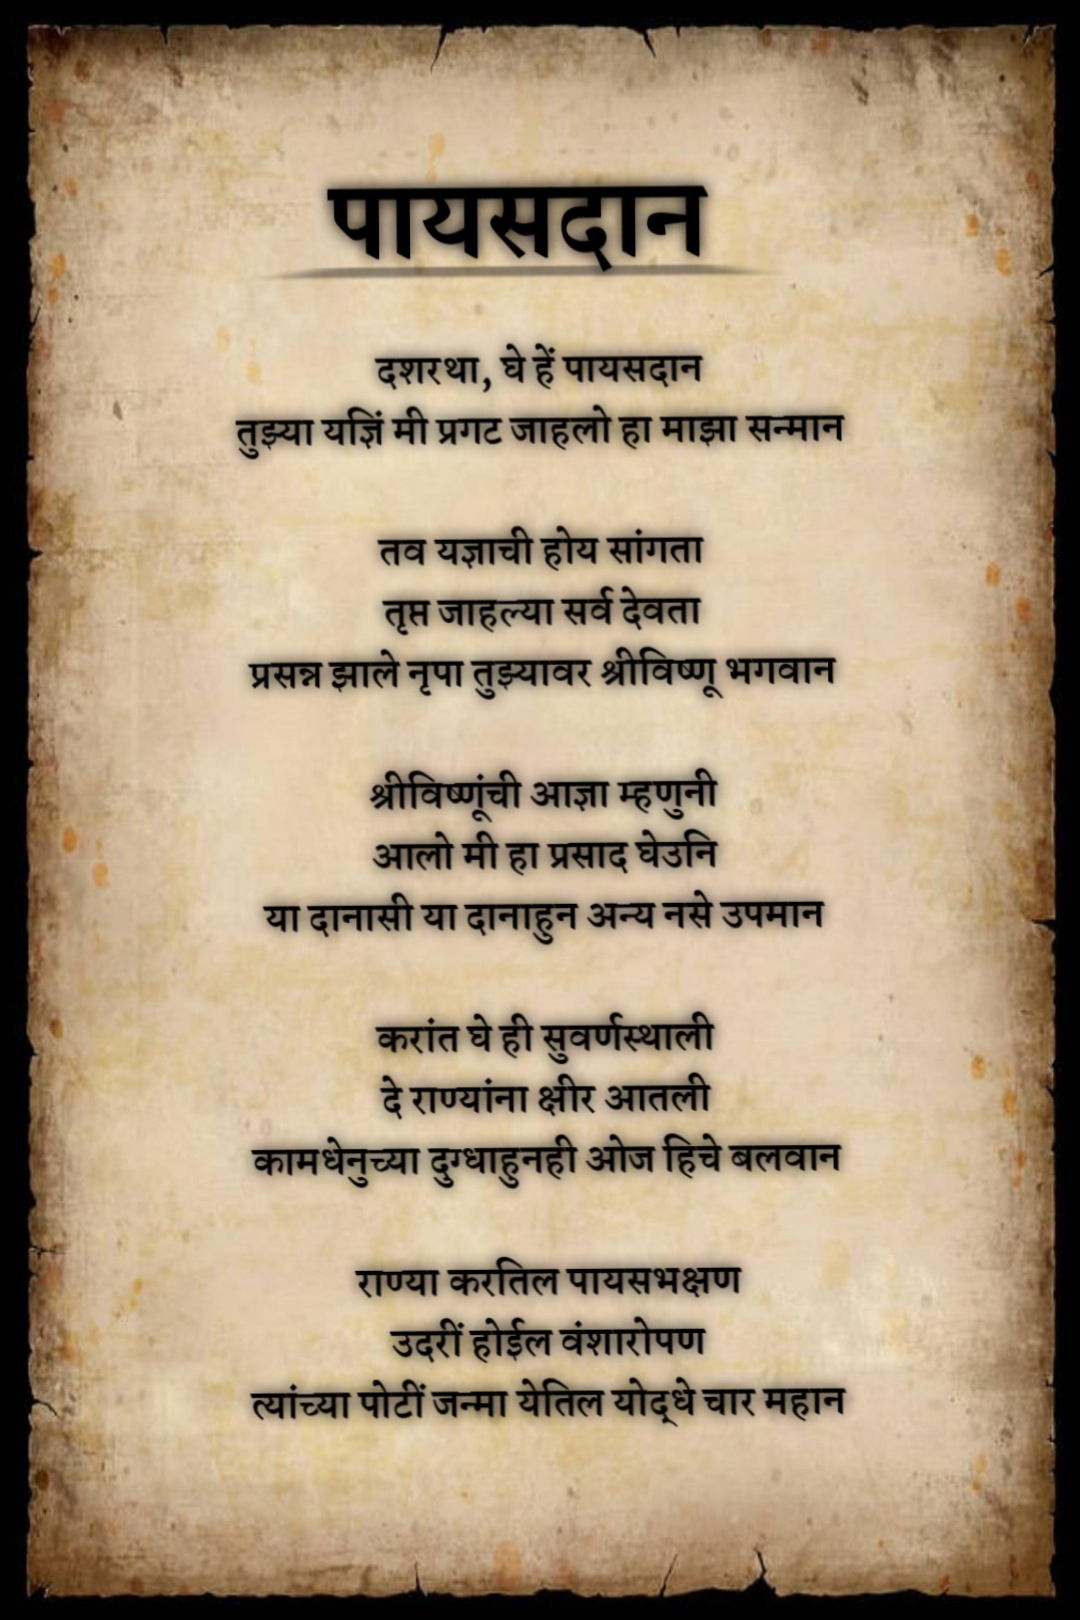 पायसदान
दशरथा, घे हें पायसदान
तुझ्या यज्ञिं मी प्रगट जाहलो हा माझा सन्मान
तव यज्ञाची होय सांगता
तृप्त जाहल्या सर्व देवता
प्रसन्न झाले नृपा तुझ्यावर श्रीविष्णू भगवान
श्रीविष्णूंची आज्ञा म्हणुनी
आलो मी हा प्रसाद घेउनि
या दानासी या दानाहुन अन्य नसे उपमान
करांत घे ही सुवर्णस्थाली
दे राण्यांना क्षीर आतली
कामधेनुच्या दुग्धाहुनही ओज हिचे बलवान
राण्या करतिल पायसभक्षण
उदरीं होईल वंशारोपण
त्यांच्या पोटीं जन्मा येतिल योद्धे चार महान